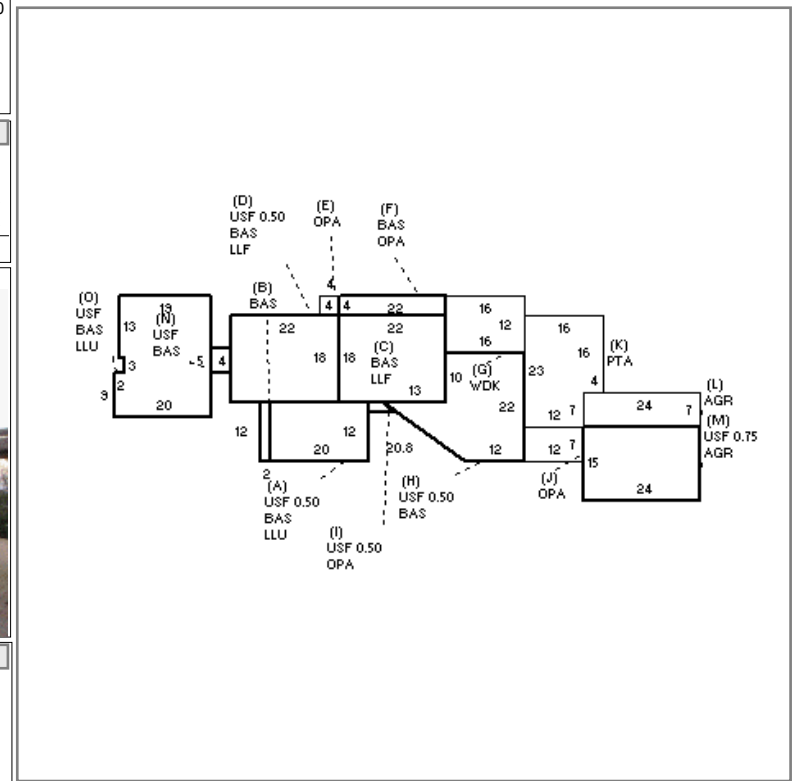 (D)
USF 0.50
BAS
LLF
(E)
OPA
(F)
BAS
OPA
(O)
USF
BAS
LLU
(B)
BAS
4
4
4
22
16
12
16
19
(N)
USF
BAS
13
3
2
9
20
5
4
22
18
18
22
(C)
BAS
LLF
13
10
(G)
WDK
22
23
16
16
4
(K)
PTA
24
7
(L)
AGR
(M)
USF 0.75
AGR
12
2
20
12
20.8
12
12
7
12
7
15
24
(A)
USF 0.50
BAS
LLU
(I)
USF 0.50
OPA
(H)
USF 0.50
BAS
(J)
OPA